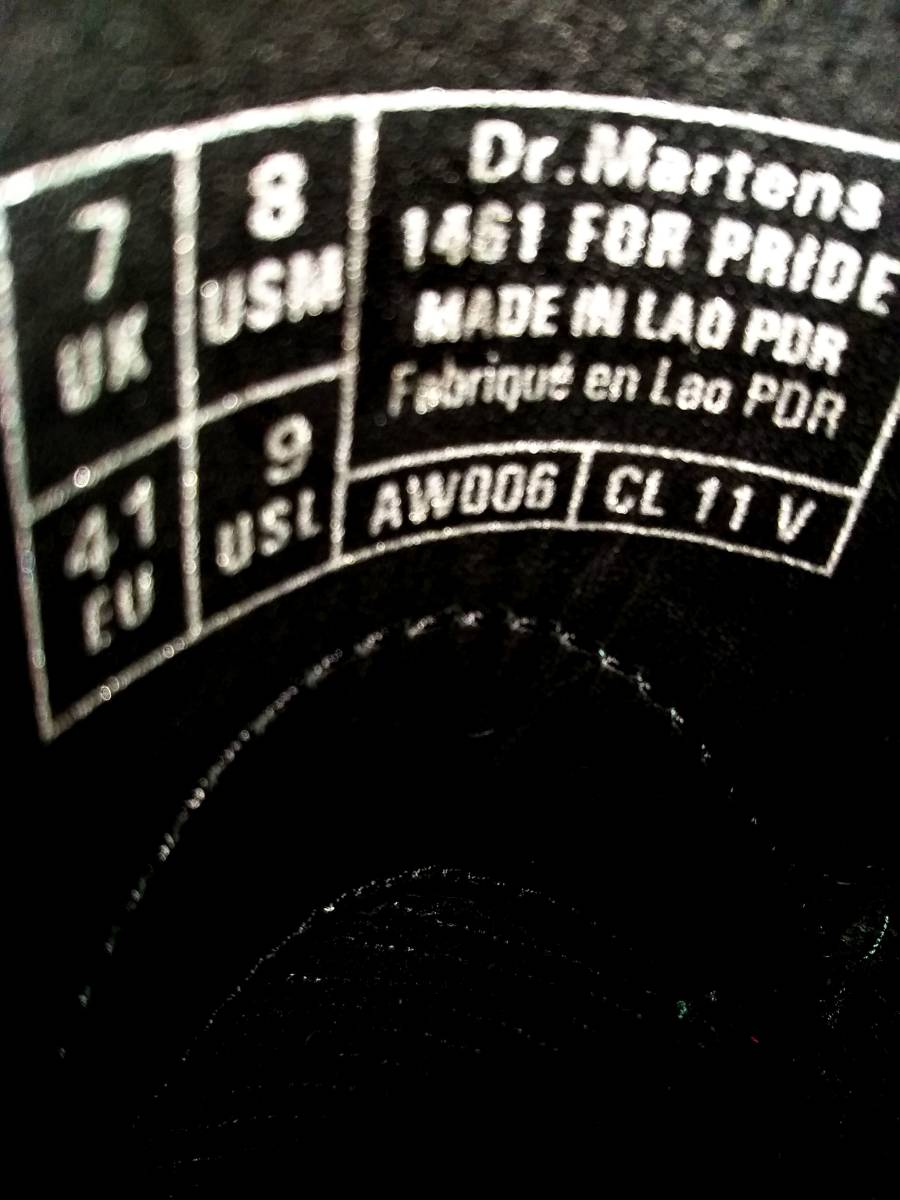 7
UK
8
USM
41
EU
9
USL
Dr.Martens
1461 FOR PRIDE
MADE IN LAO PDR
Fabriqué en Lao PDR
AW006
CL 11 V